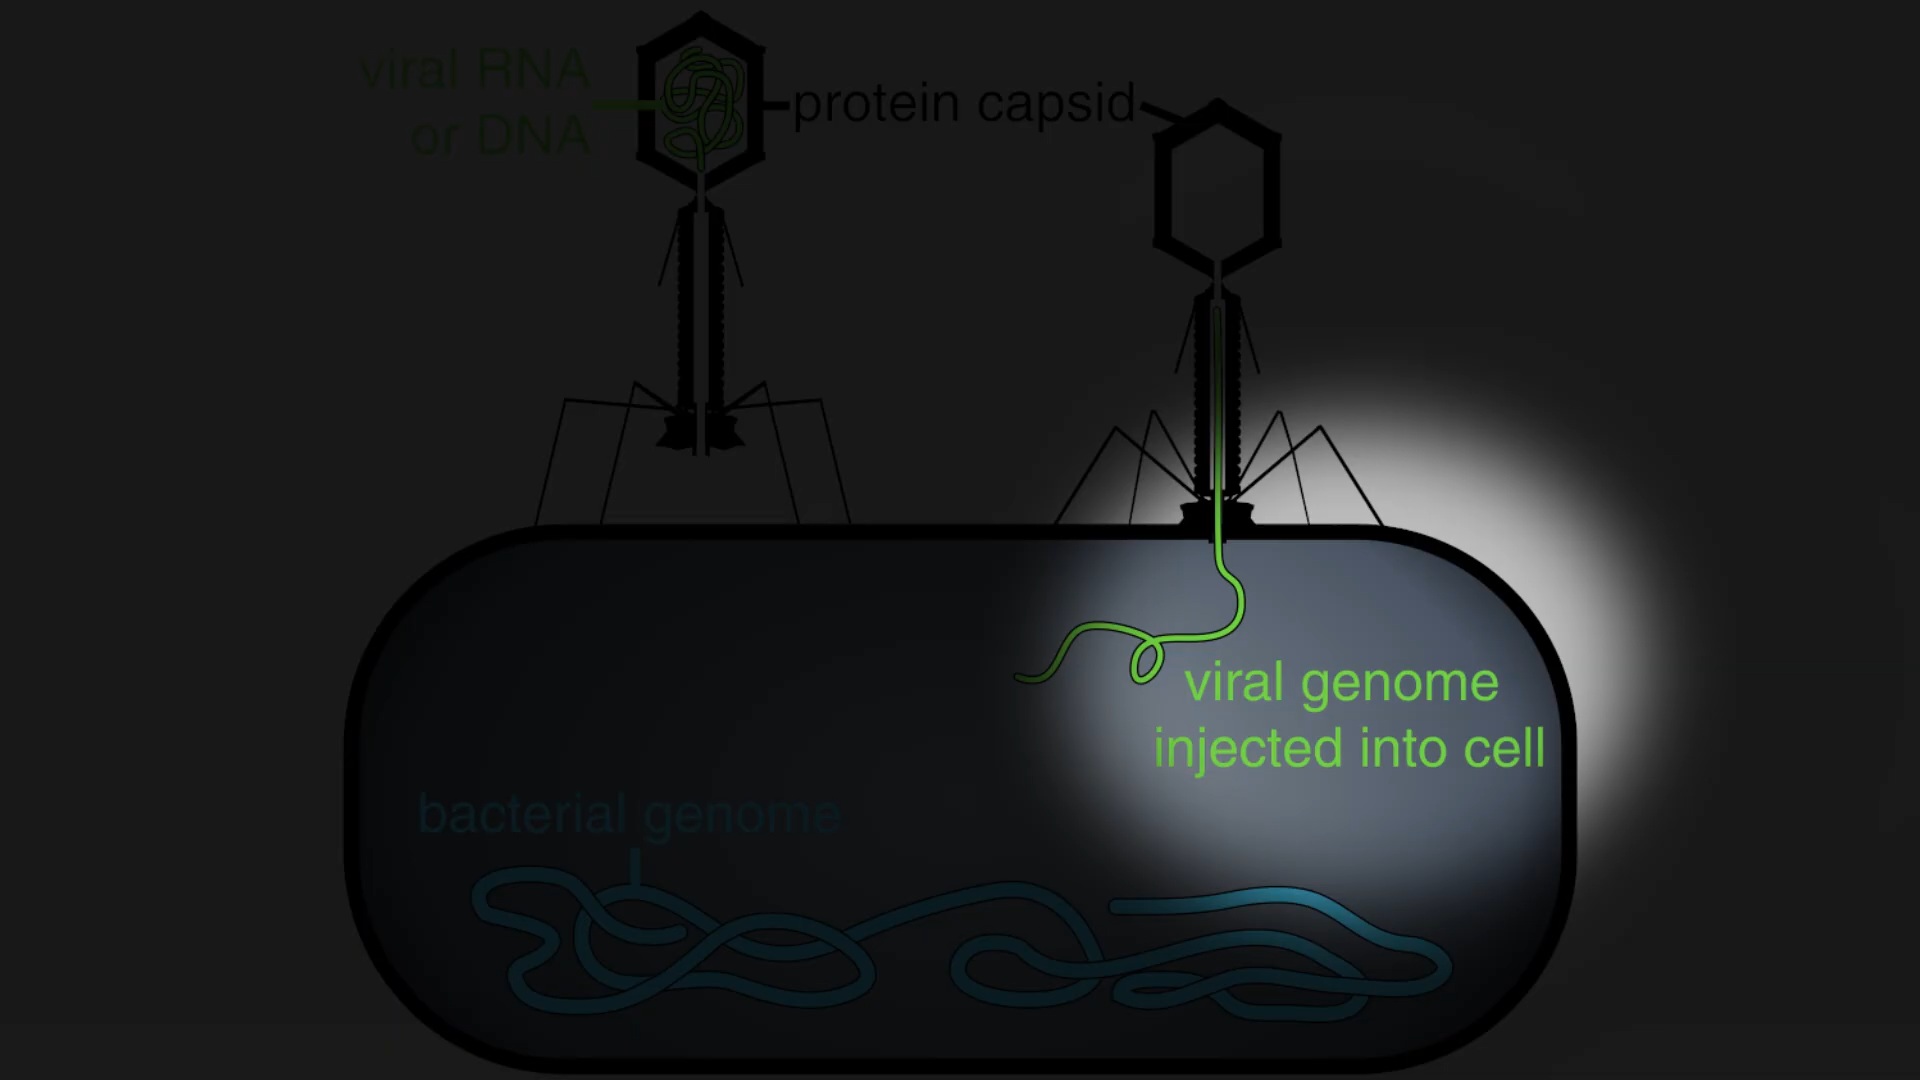 viral RNA
or DNA
protein capsid
viral genome
injected into cell
bacterial genome